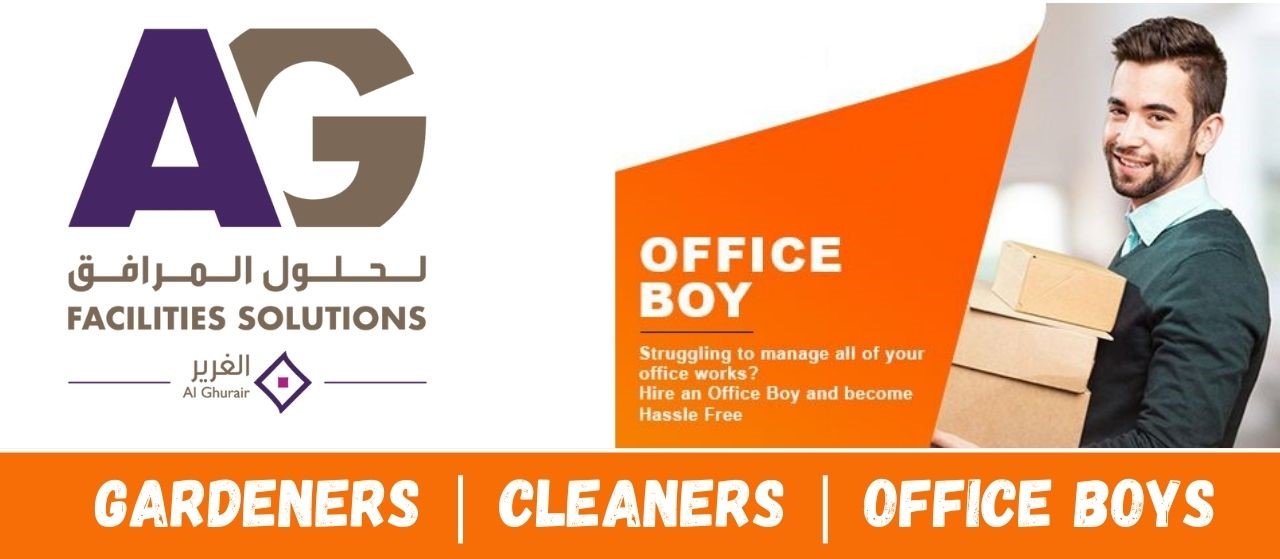 AG
لحلول المرافق
FACILITIES SOLUTIONS
الغرير
Al Ghurair
OFFICE
BOY
Struggling to manage all of your
office works?
Hire an Office Boy and become
Hassle Free
GARDENERS | CLEANERS | OFFICE BOYS